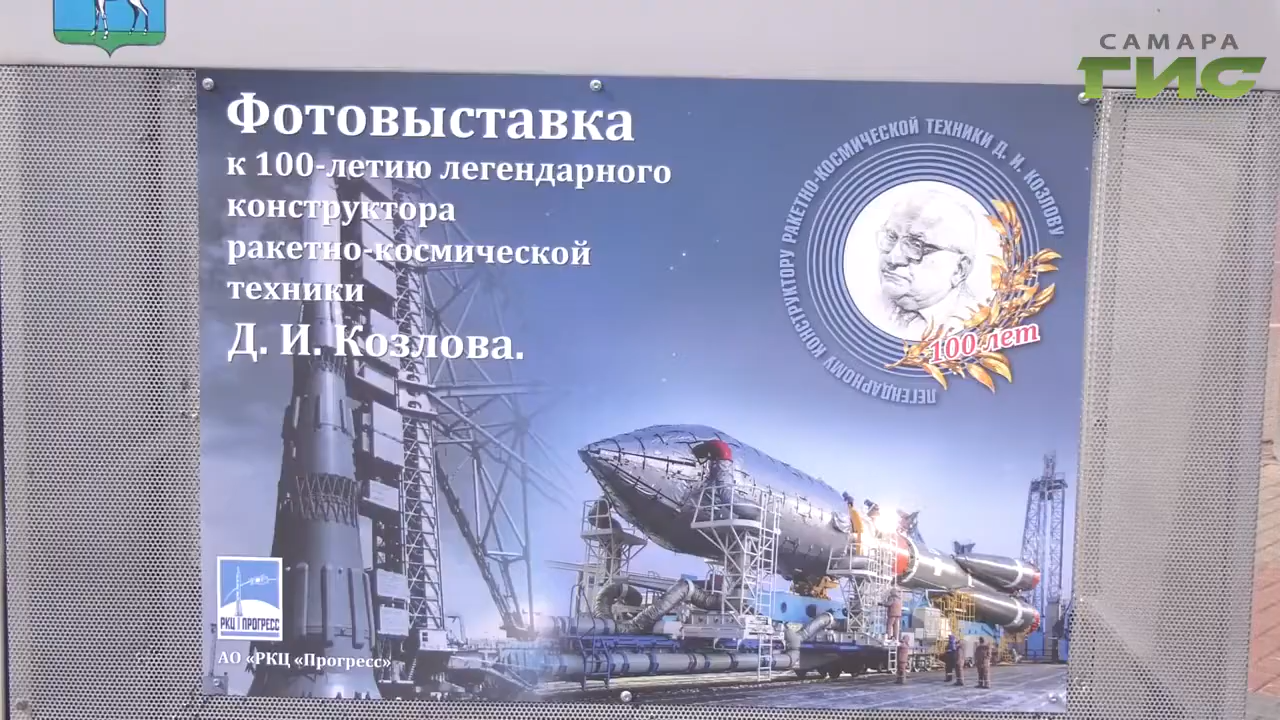 САМАРА
ГИС
Фотовыставка
к 100-летию легендарного
конструктора
ракетно-космической
техники
Д. И. Козлова.
ЛЕГЕНДАРНОМУ КОНСТРУКТОРУ РАКЕТНО-КОСМИЧЕСКОЙ ТЕХНИКИ Д. И. КОЗЛОВУ
100 лет
РКЦ ПРОГРЕСС
АО «РКЦ «Прогресс»